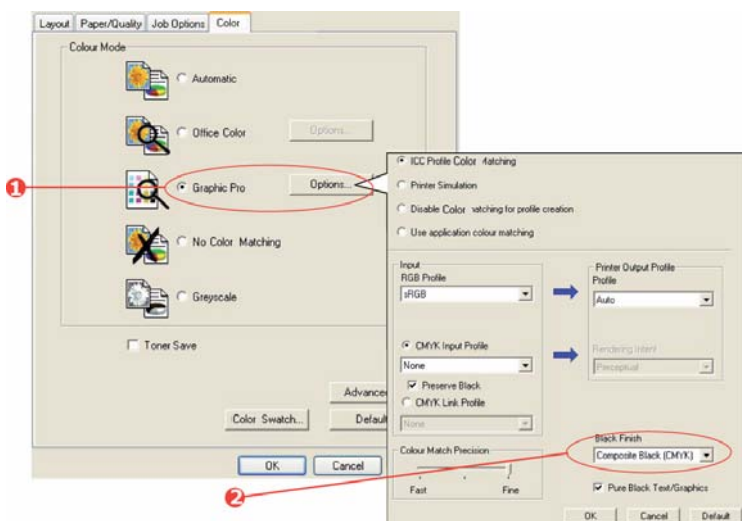 Layout Paper/Quality Job Options Color
Colour Mode
Automatic
Office Color Options...
1
Graphic Pro Options...
No Color Matching
Greyscale
Toner Save
Advance
Color Swatch... Default
OK Cancel
2
ICC Profile Color Matching
Printer Simulation
Disable Color matching for profile creation
Use application colour matching
Input
RGB Profile
sRGB
CMYK Input Profile
None
Preserve Black
CMYK Link Profile
None
Printer Output Profile
Profile
Auto
Rendering Intent
Perceptual
Colour Match Precision
Fast Fine
Black Finish
Composite Black (CMYK)
Pure Black Text/Graphics
OK Cancel Default